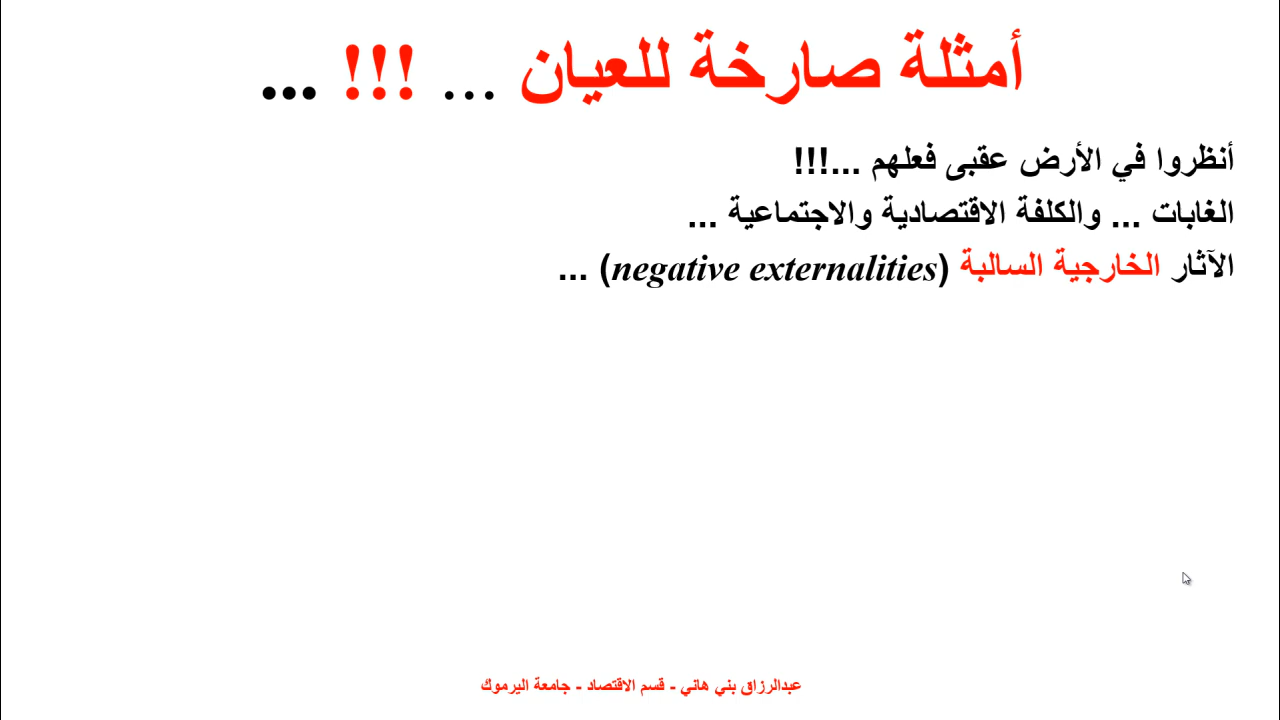 أمثلة صارخة للعيان ... !!! ...
أنظروا في الأرض عقبى فعلهم ...!!!
الغابات ... والكلفة الاقتصادية والاجتماعية ...
الآثار الخارجية السالبة (negative externalities) ...
عبدالرزاق بني هاني - قسم الاقتصاد - جامعة اليرموك